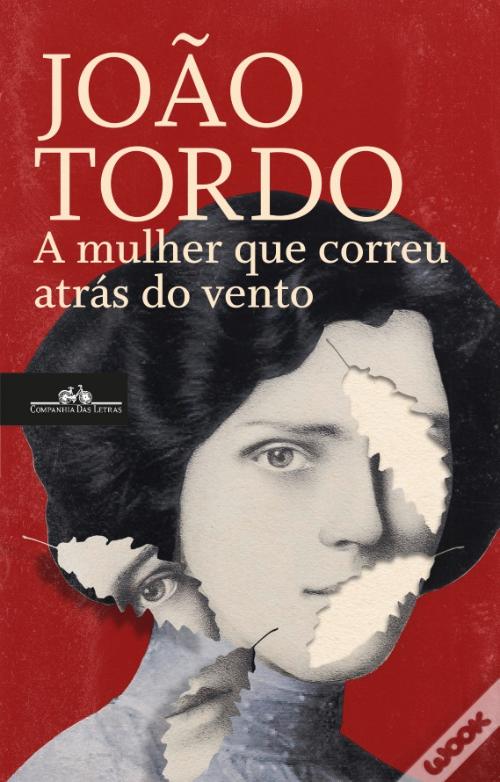 JOÃO
TORDO
A mulher que correu
atrás do vento
COMPANHIA DAS LETRAS
wook